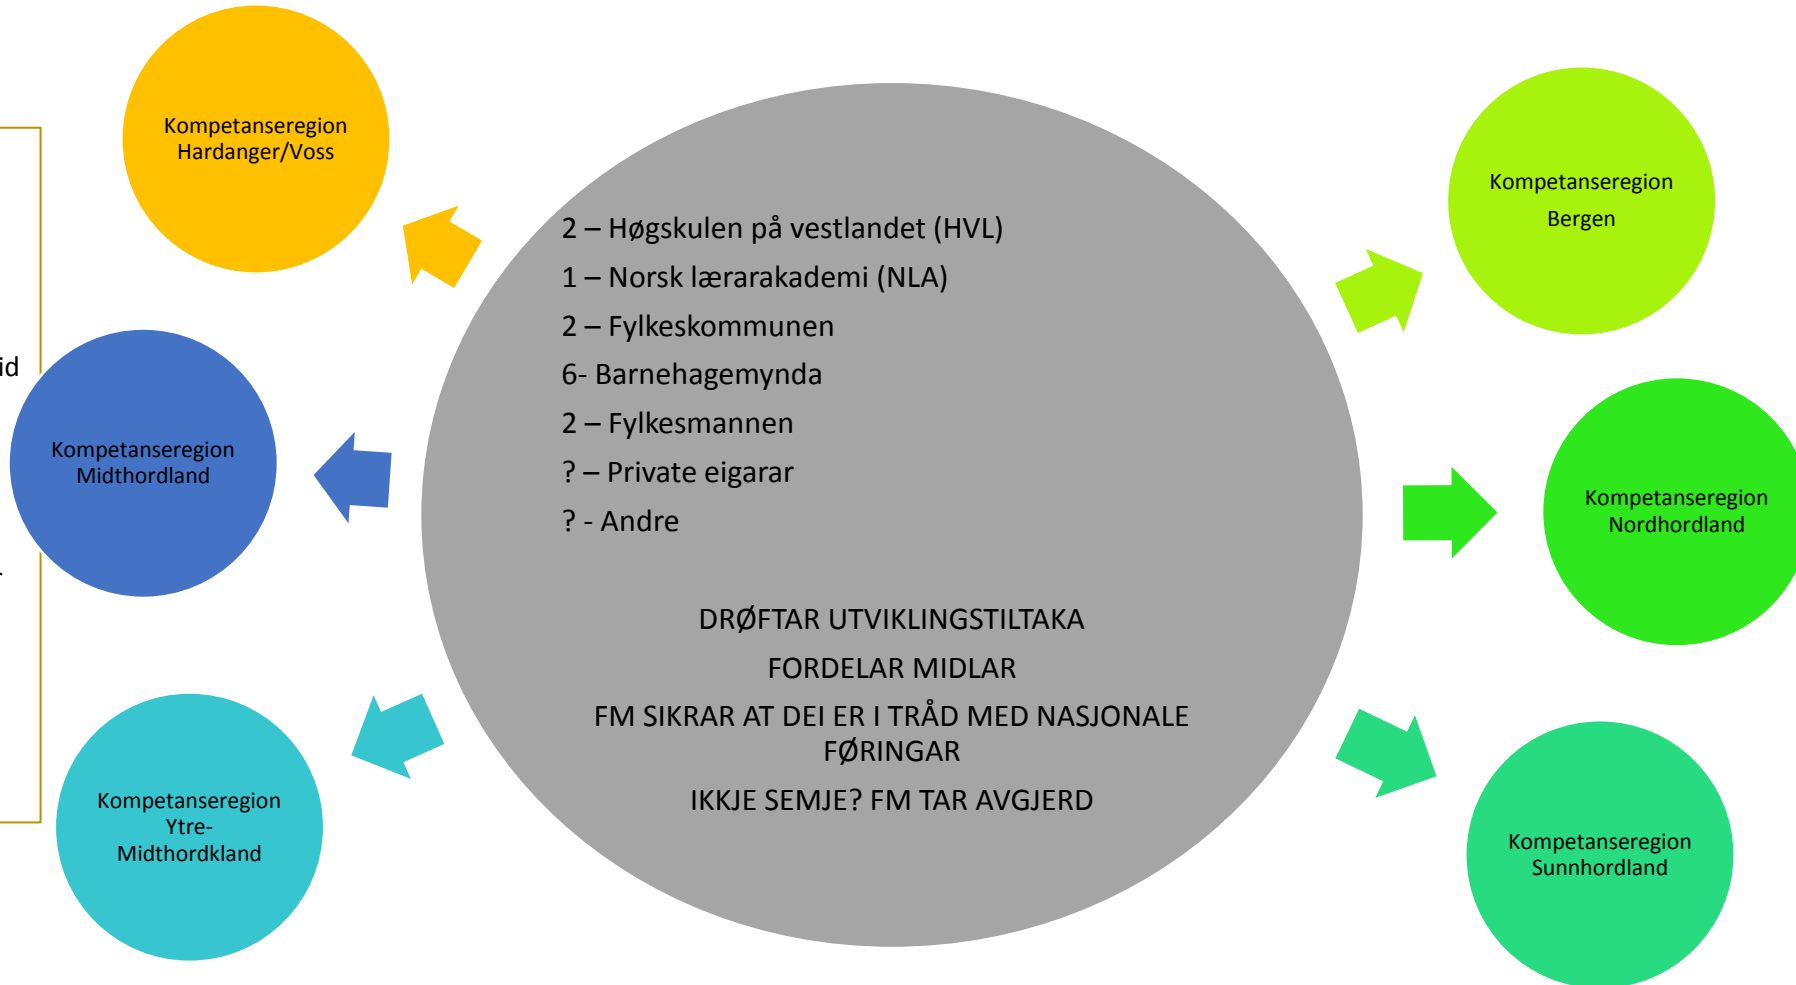 Kompetanseregion
Hardanger/Voss
id
Kompetanseregion
Midthordland
Kompetanseregion
Ytre-
Midthordkland
2 – Høgskulen på vestlandet (HVL)
1 – Norsk lærarakademi (NLA)
2 – Fylkeskommunen
6- Barnehagemynda
2 – Fylkesmannen
? – Private eigarar
? - Andre
DRØFTAR UTVIKLINGSTILTAKA
FORDELAR MIDLAR
FM SIKRAR AT DEI ER I TRÅD MED NASJONALE
FØRINGAR
IKKJE SEMJE? FM TAR AVGJERD
Kompetanseregion
Bergen
Kompetanseregion
Nordhordland
Kompetanseregion
Sunnhordland